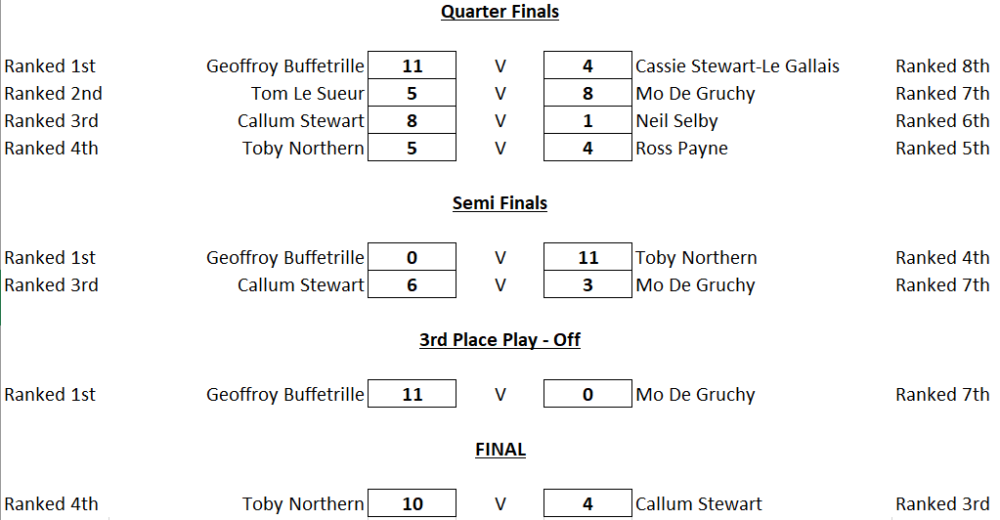 Quarter Finals
Ranked 1st Geoffroy Buffetrille 11 V 4 Cassie Stewart-Le Gallais Ranked 8th
Ranked 2nd Tom Le Sueur 5 V 8 Mo De Gruchy Ranked 7th
Ranked 3rd Callum Stewart 8 V 1 Neil Selby Ranked 6th
Ranked 4th Toby Northern 5 V 4 Ross Payne Ranked 5th
Semi Finals
Ranked 1st Geoffroy Buffetrille 0 V 11 Toby Northern Ranked 4th
Ranked 3rd Callum Stewart 6 V 3 Mo De Gruchy Ranked 7th
3rd Place Play - Off
Ranked 1st Geoffroy Buffetrille 11 V 0 Mo De Gruchy Ranked 7th
FINAL
Ranked 4th Toby Northern 10 V 4 Callum Stewart Ranked 3rd